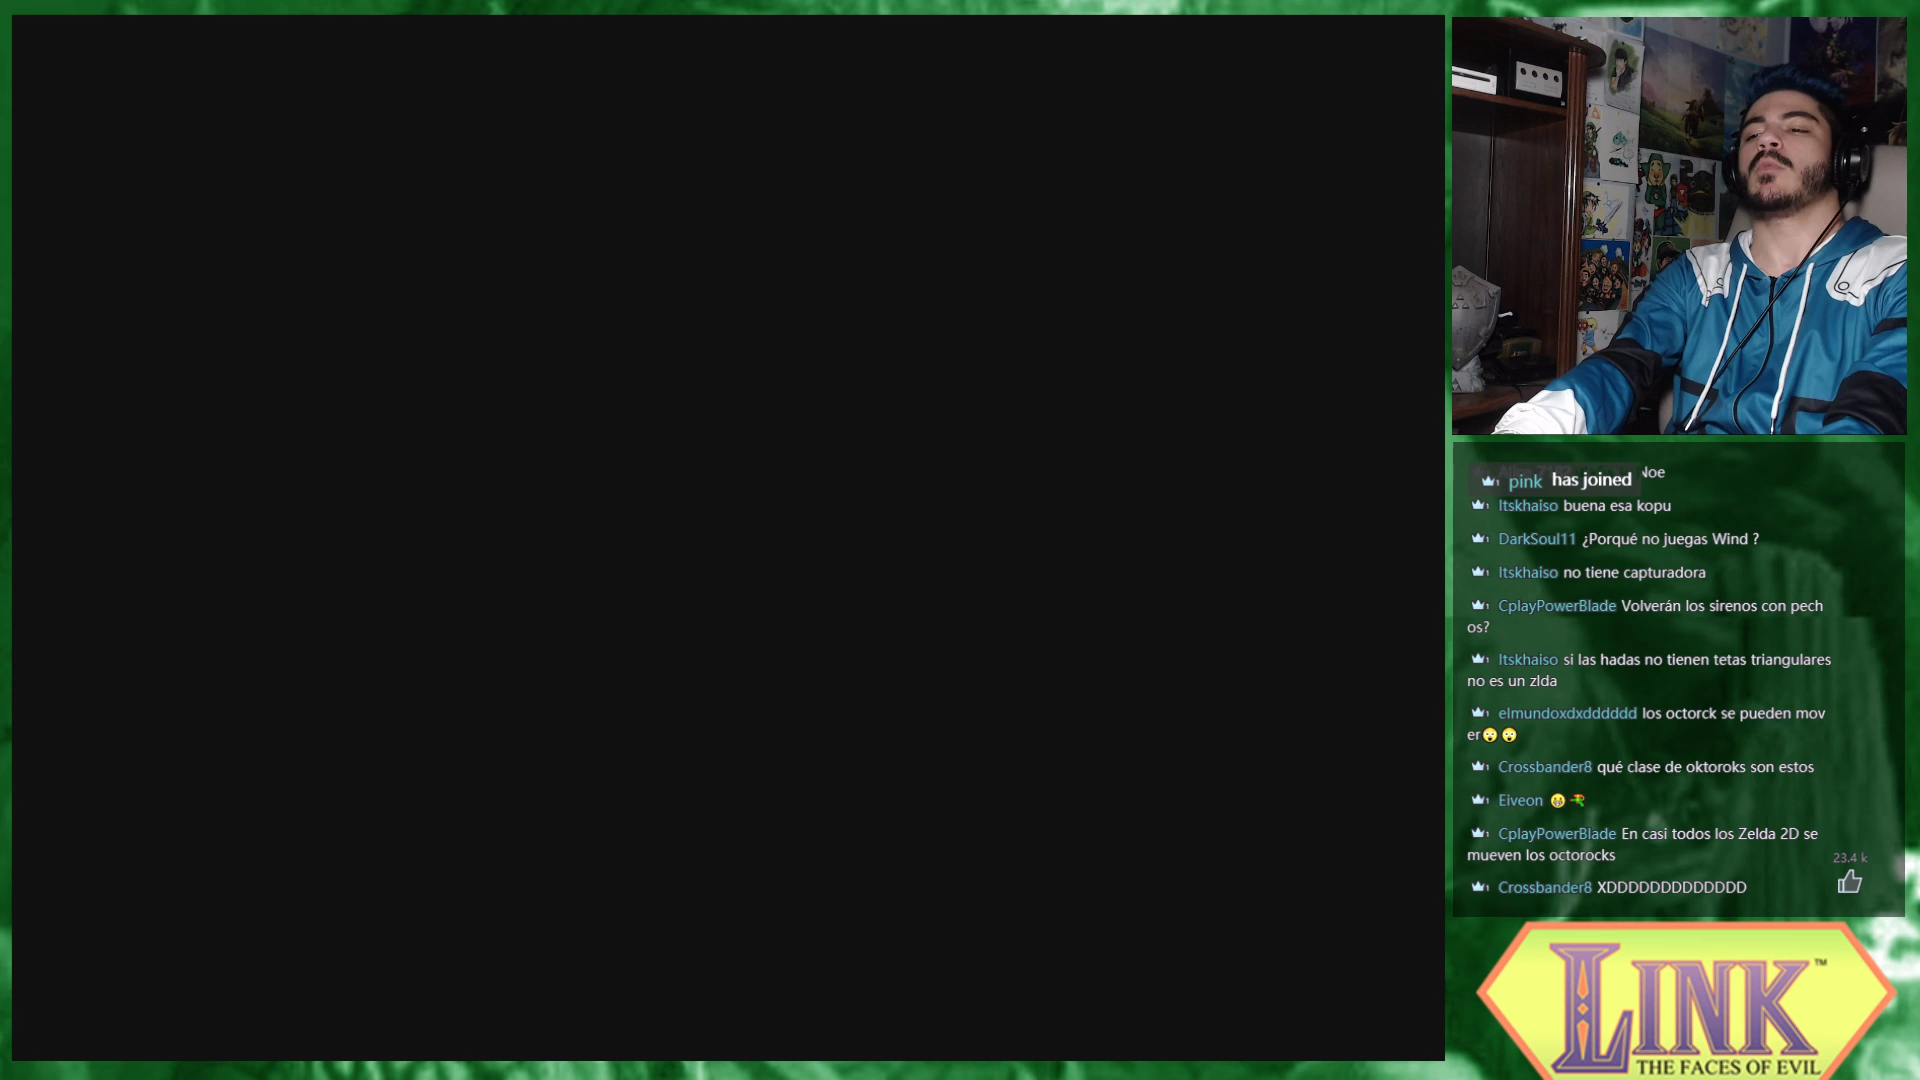 Noe
pink has joined
Itskhaiso buena esa kopu
DarkSoul11 ¿Porqué no juegas Wind ?
Itskhaiso no tiene capturadora
CplayPowerBlade Volverán los sirenos con pech
os?
Itskhaiso si las hadas no tienen tetas triangulares
no es un zlda
elmundoxdxdddddd los octorck se pueden mov
er😲😲
Crossbander8 qué clase de oktoroks son estos
Eiveon 😁🔫
CplayPowerBlade En casi todos los Zelda 2D se
mueven los octorocks
23.4 k
Crossbander8 XDDDDDDDDDDDDD
LINK™
THE FACES OF EVIL